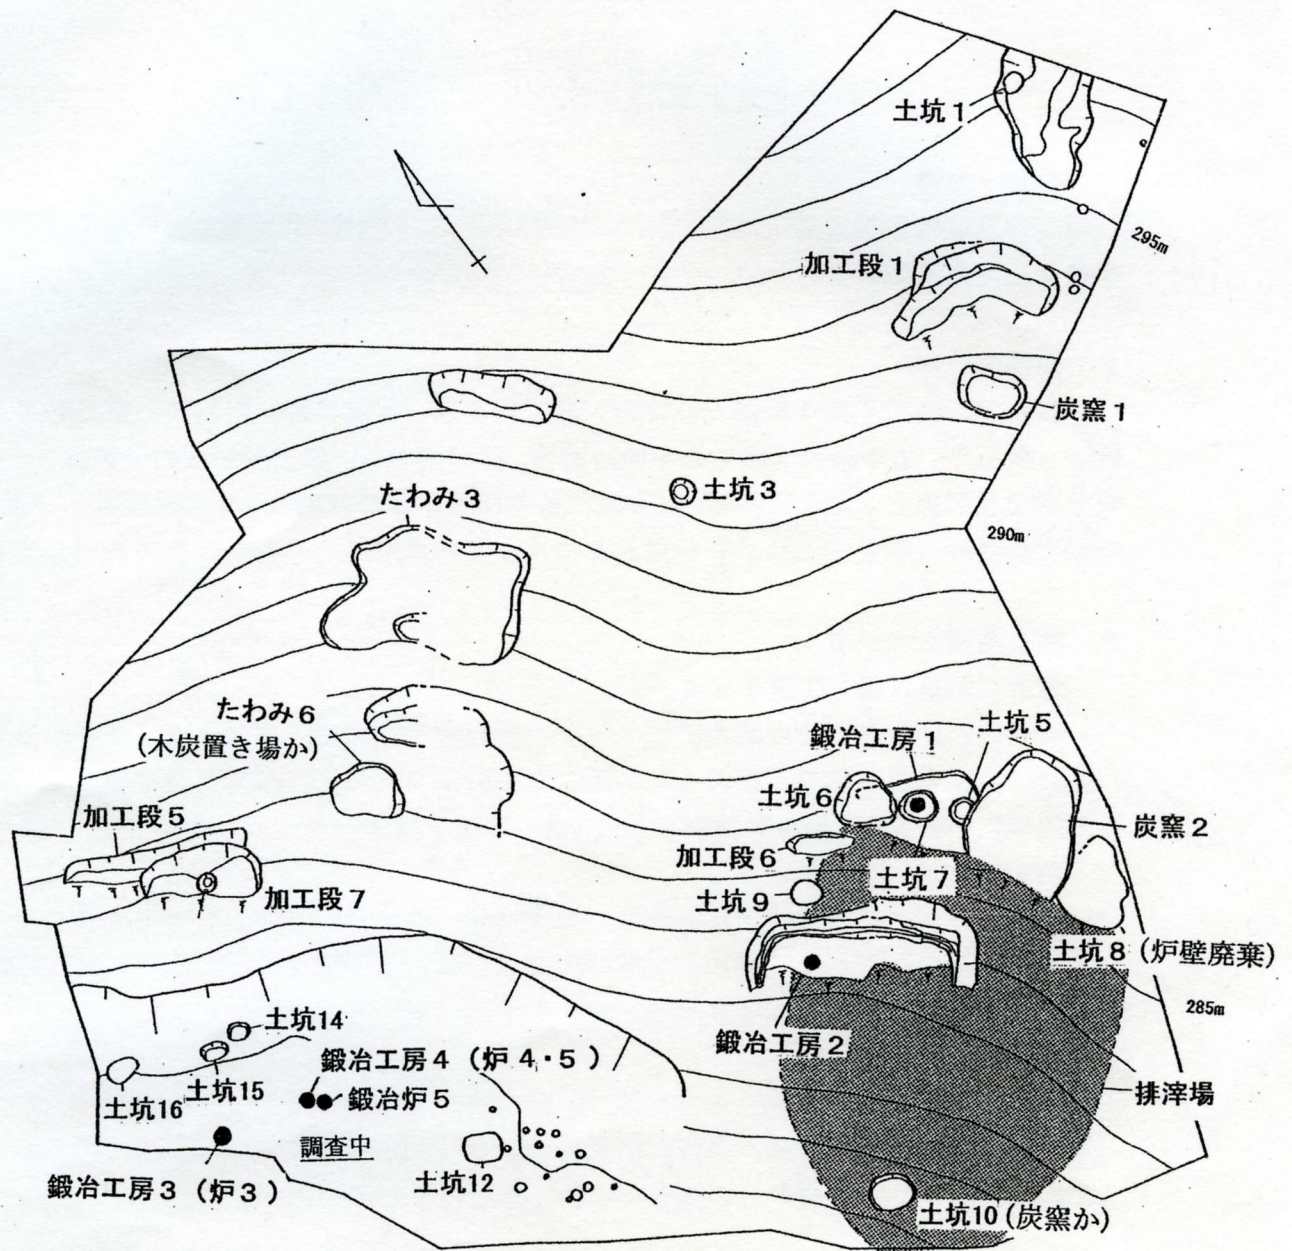 土坑1
295m
加工段1
炭窯1
土坑3
たわみ3
290m
たわみ6
(木炭置き場か)
土坑5
鍛冶工房1
土坑6
加工段5
炭窯2
加工段6
土坑7
加工段7
土坑9
土坑8(炉壁廃棄)
285m
土坑14
鍛冶工房2
鍛冶工房4(炉4・5)
土坑15
鍛冶炉5
排滓場
土坑16
調査中
鍛冶工房3(炉3)
土坑12
土坑10(炭窯か)